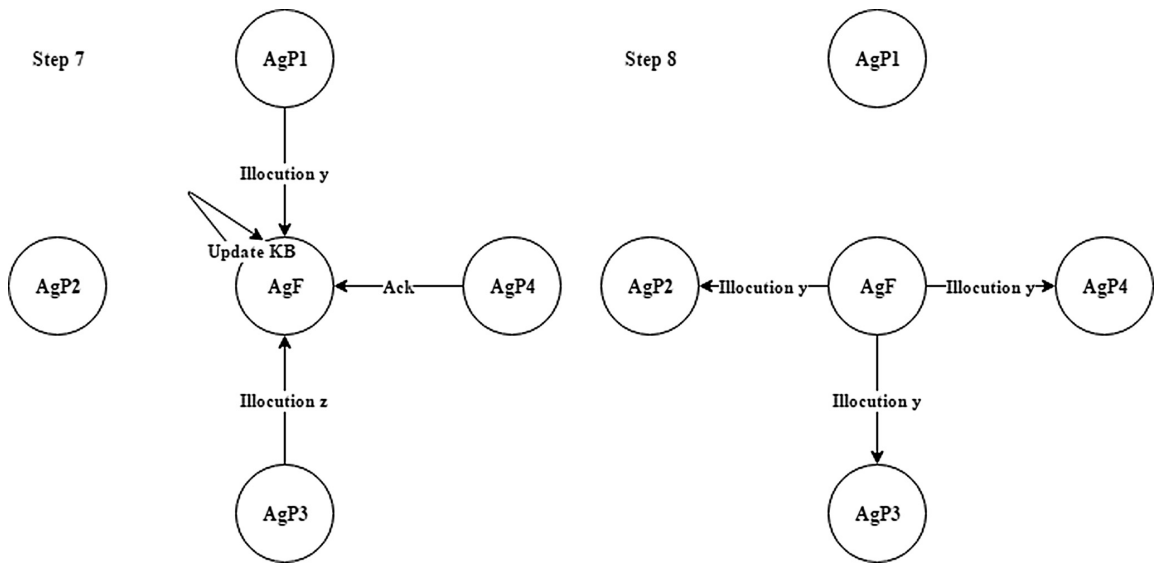 Step 7
AgP1
Illocution y
Update KB
AgP2
AgF
Ack
AgP4
Illocution z
AgP3
Step 8
AgP1
AgP2
Illocution y
AgF
Illocution y
AgP4
Illocution y
AgP3